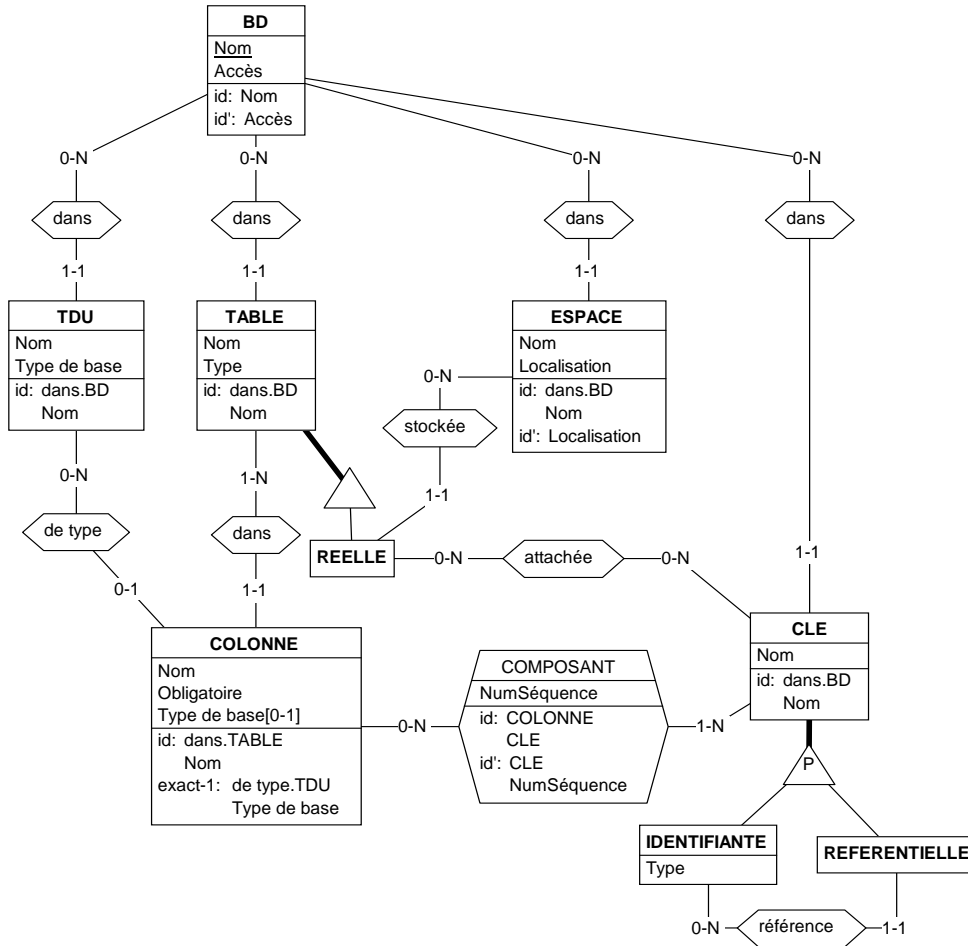 BD
Nom
Accès
id: Nom
id': Accès
0-N
0-N
0-N
0-N
dans
dans
dans
dans
1-1
1-1
1-1
TDU
Nom
Type de base
id: dans.BD
Nom
TABLE
Nom
Type
id: dans.BD
Nom
ESPACE
Nom
Localisation
id: dans.BD
Nom
id': Localisation
0-N
stockée
1-1
0-N
1-N
de type
dans
REELLE
0-N
attachée
0-N
1-1
0-1
1-1
COLONNE
Nom
Obligatoire
Type de base[0-1]
id: dans.TABLE
Nom
exact-1: de type.TDU
Type de base
0-N
COMPOSANT
NumSéquence
id: COLONNE
CLE
id': CLE
NumSéquence
1-N
CLE
Nom
id: dans.BD
Nom
P
IDENTIFIANTE
Type
REFERENTIELLE
0-N
référence
1-1